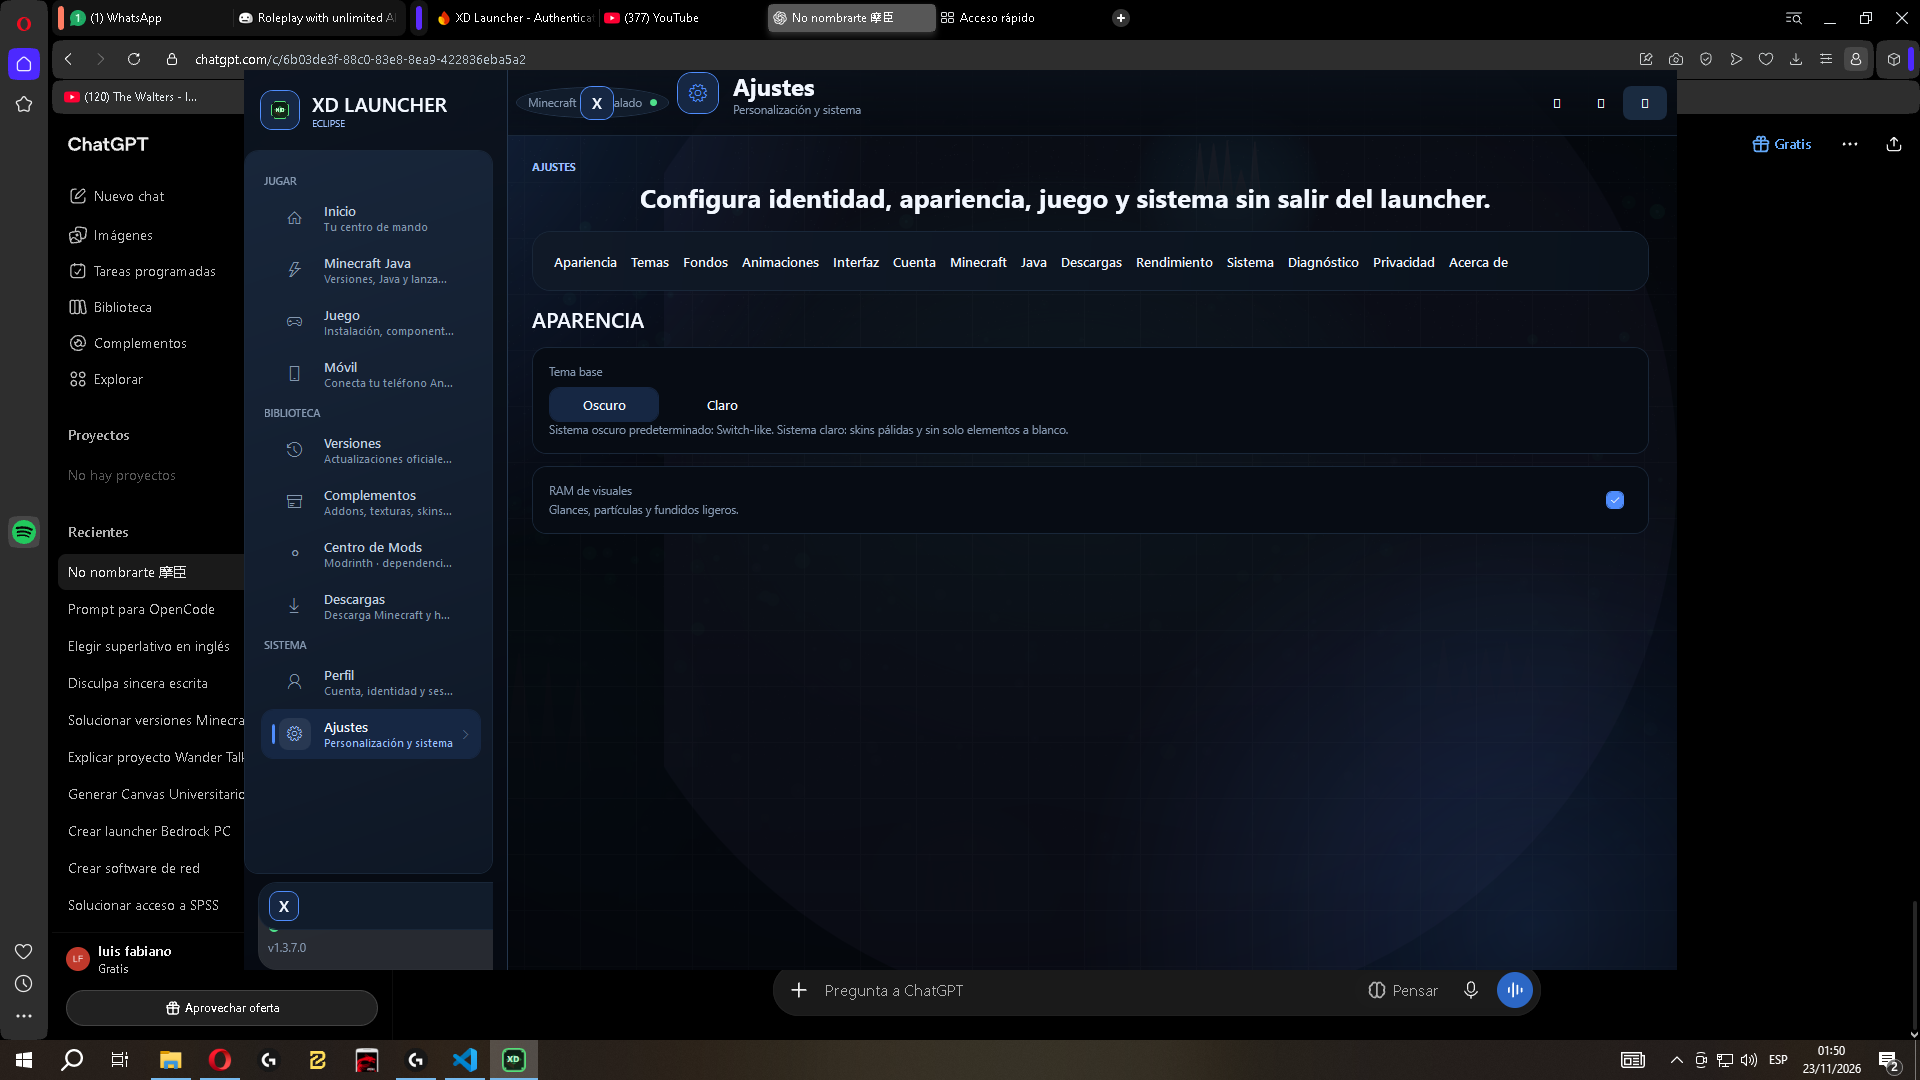 (1) WhatsApp
Roleplay with unlimited A
XD Launcher - Authentica
(377) YouTube
No nombrarte 摩臣
Acceso rápido
chatgpt.com/c/6b03de3f-88c0-83e8-8ea9-422836eba5a2
(120) The Walters - I...
ChatGPT
Gratis
Nuevo chat
Imágenes
Tareas programadas
Biblioteca
Complementos
Explorar
Proyectos
No hay proyectos
Recientes
No nombrarte 摩臣
Prompt para OpenCode
Elegir superlativo en inglés
Disculpa sincera escrita
Solucionar versiones Minecra
Explicar proyecto Wander Talk
Generar Canvas Universitario
Crear launcher Bedrock PC
Crear software de red
Solucionar acceso a SPSS
LF
luis fabiano
Gratis
Aprovechar oferta
XD
XD LAUNCHER
ECLIPSE
JUGAR
Inicio
Tu centro de mando
Minecraft Java
Versiones, Java y lanza...
Juego
Instalación, component...
Móvil
Conecta tu teléfono An...
BIBLIOTECA
Versiones
Actualizaciones oficiale...
Complementos
Addons, texturas, skins...
Centro de Mods
Modrinth · dependenci...
Descargas
Descarga Minecraft y h...
SISTEMA
Perfil
Cuenta, identidad y ses...
Ajustes
Personalización y sistema
X
v1.3.7.0
Minecraft X alado
Ajustes
Personalización y sistema
AJUSTES
Configura identidad, apariencia, juego y sistema sin salir del launcher.
Apariencia Temas Fondos Animaciones Interfaz Cuenta Minecraft Java Descargas Rendimiento Sistema Diagnóstico Privacidad Acerca de
APARENCIA
Tema base
Oscuro Claro
Sistema oscuro predeterminado: Switch-like. Sistema claro: skins pálidas y sin solo elementos a blanco.
RAM de visuales
Glances, partículas y fundidos ligeros.
Pregunta a ChatGPT
Pensar
XD
ESP
01:50
23/11/2026
2